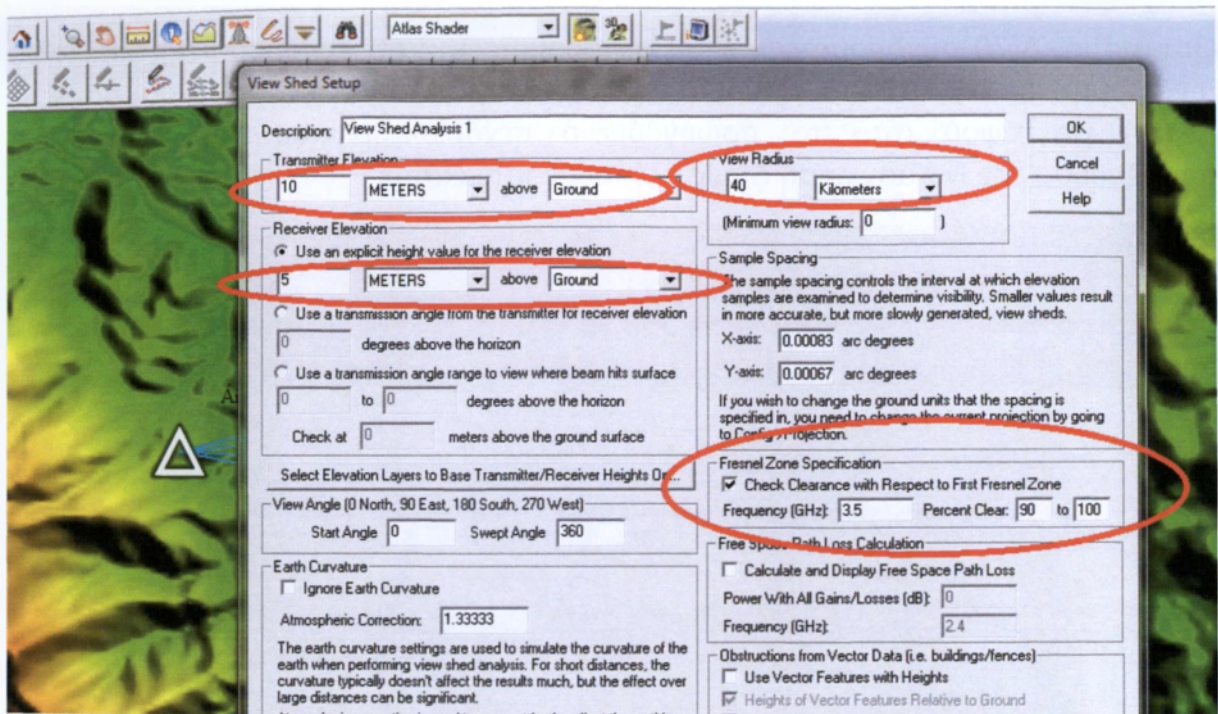 Atlas Shader
3D
View Shed Setup
Description: View Shed Analysis 1
OK
Cancel
Help
Transmitter Elevation
10 METERS above Ground
View Radius
40 Kilometers
(Minimum view radius: 0 )
Receiver Elevation
Use an explicit height value for the receiver elevation
5 METERS above Ground
Use a transmission angle from the transmitter for receiver elevation
0 degrees above the horizon
Use a transmission angle range to view where beam hits surface
0 to 0 degrees above the horizon
Check at 0 meters above the ground surface
Select Elevation Layers to Base Transmitter/Receiver Heights On...
Sample Spacing
The sample spacing controls the interval at which elevation
samples are examined to determine visibility. Smaller values result
in more accurate, but more slowly generated, view sheds.
X-axis: 0.00083 arc degrees
Y-axis: 0.00067 arc degrees
If you wish to change the ground units that the spacing is
specified in, you need to change the current projection by going
to Config->Projection.
View Angle (0 North, 90 East, 180 South, 270 West)
Start Angle 0 Swept Angle 360
Fresnel Zone Specification
Check Clearance with Respect to First Fresnel Zone
Frequency (GHz): 3.5 Percent Clear: 90 to 100
Earth Curvature
Ignore Earth Curvature
Atmospheric Correction: 1.33333
The earth curvature settings are used to simulate the curvature of the
earth when performing view shed analysis. For short distances, the
curvature typically doesn't affect the results much, but the effect over
large distances can be significant.
Free Space Path Loss Calculation
Calculate and Display Free Space Path Loss
Power With All Gains/Losses (dB): 0
Frequency (GHz): 2.4
Obstructions from Vector Data (i.e. buildings/fences)
Use Vector Features with Heights
Heights of Vector Features Relative to Ground